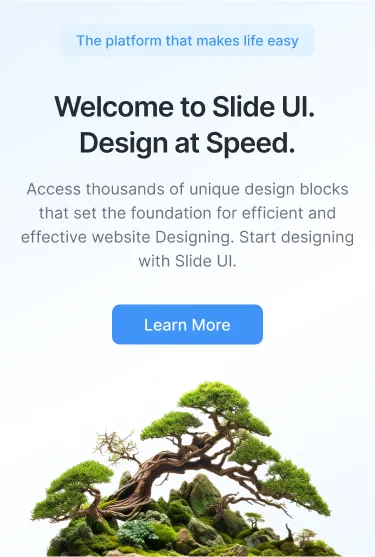 The platform that makes life easy
Welcome to Slide UI.
Design at Speed.
Access thousands of unique design blocks
that set the foundation for efficient and
effective website Designing. Start designing
with Slide UI.
Learn More